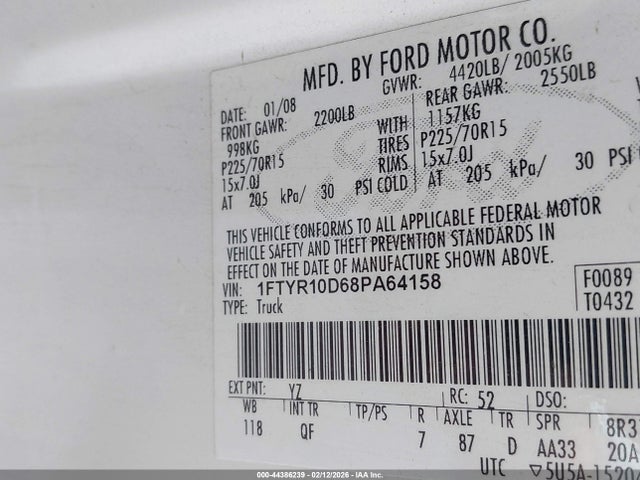 MFD. BY FORD MOTOR CO.
DATE: 01/08 GVWR: 4420LB/ 2005KG
FRONT GAWR: 2200LB REAR GAWR: 2550LB
998KG WITH 1157KG
P225/70R15 TIRES P225/70R15
15x7.0J RIMS 15x7.0J
AT 205 kPa/ 30 PSI COLD AT 205 kPa/ 30 PSI
THIS VEHICLE CONFORMS TO ALL APPLICABLE FEDERAL MOTOR
VEHICLE SAFETY AND THEFT PREVENTION STANDARDS IN
EFFECT ON THE DATE OF MANUFACTURE SHOWN ABOVE.
VIN: 1FTYR10D68PA64158 F0089
TYPE: Truck T0432
EXT PNT: YZ RC: 52 DSO:
WB INT TR TP/PS R AXLE TR SPR 8R3
118 QF 7 87 D AA33 20A
UTC ▽5U5A-1520
000-44386239 - 02/12/2026 - COPART